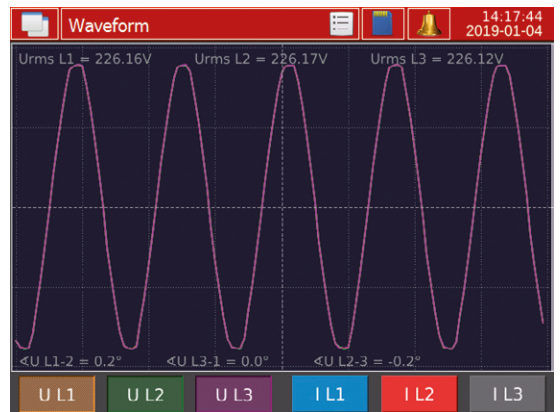 Waveform
14:17:44
2019-01-04
Urms L1 = 226.16V Urms L2 = 226.17V Urms L3 = 226.12V
∢U L1-2 = 0.2° ∢U L3-1 = 0.0° ∢U L2-3 = -0.2°
U L1 U L2 U L3 I L1 I L2 I L3